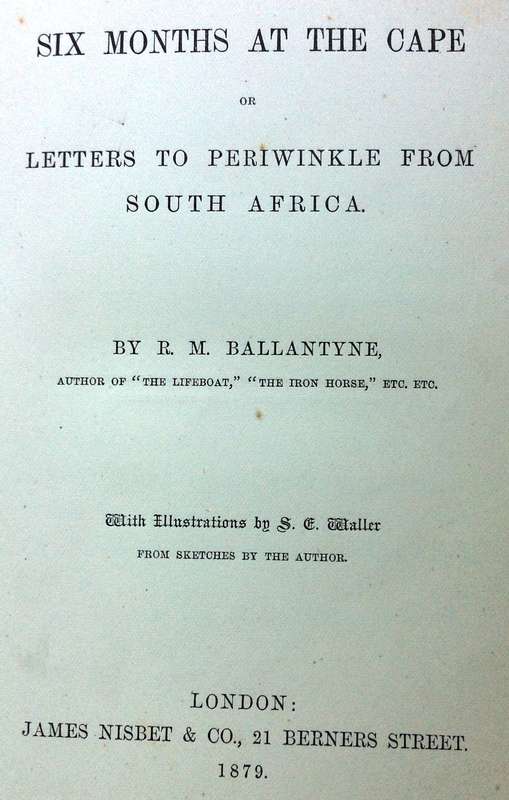 SIX MONTHS AT THE CAPE
OR
LETTERS TO PERIWINKLE FROM
SOUTH AFRICA.
BY R. M. BALLANTYNE,
AUTHOR OF "THE LIFEBOAT," "THE IRON HORSE," ETC. ETC.
With Illustrations by S. E. Waller
FROM SKETCHES BY THE AUTHOR.
LONDON:
JAMES NISBET & CO., 21 BERNERS STREET.
1879.